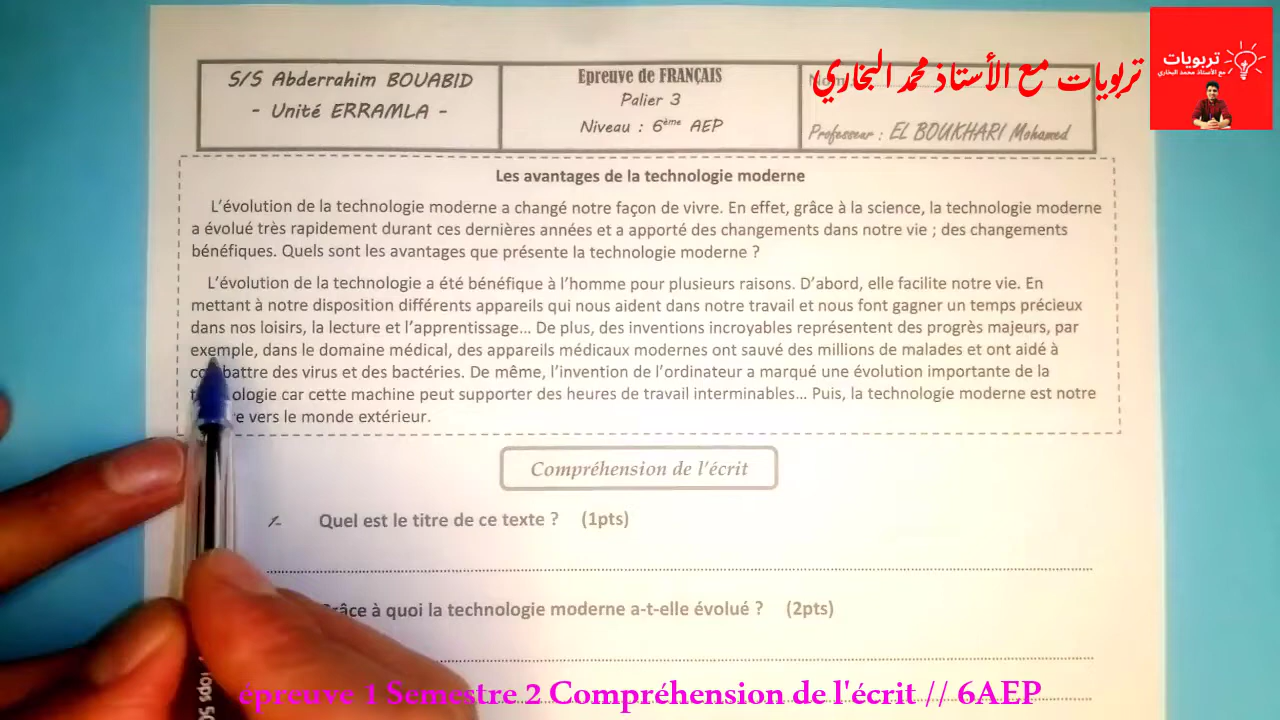 S/S Abderrahim BOUABID
- Unité ERRAMLA -
Epreuve de FRANÇAIS
Palier 3
Niveau : 6ème AEP
Professeur : EL BOUKHARI Mohamed
تربويات مع الأستاذ محمد البخاري
تربويات
مع الأستاذ محمد البخاري
Les avantages de la technologie moderne
L'évolution de la technologie moderne a changé notre façon de vivre. En effet, grâce à la science, la technologie moderne
a évolué très rapidement durant ces dernières années et a apporté des changements dans notre vie ; des changements
bénéfiques. Quels sont les avantages que présente la technologie moderne ?
L'évolution de la technologie a été bénéfique à l'homme pour plusieurs raisons. D'abord, elle facilite notre vie. En
mettant à notre disposition différents appareils qui nous aident dans notre travail et nous font gagner un temps précieux
dans nos loisirs, la lecture et l'apprentissage... De plus, des inventions incroyables représentent des progrès majeurs, par
exemple, dans le domaine médical, des appareils médicaux modernes ont sauvé des millions de malades et ont aidé à
des virus et des bactéries. De même, l'invention de l'ordinateur a marqué une évolution importante de la
car cette machine peut supporter des heures de travail interminables... Puis, la technologie moderne est notre
vers le monde extérieur.
Compréhension de l'écrit
1- Quel est le titre de ce texte ? (1pts)
Grâce à quoi la technologie moderne a-t-elle évolué ? (2pts)
épreuve 1 Semestre 2 Compréhension de l'écrit // 6AEP